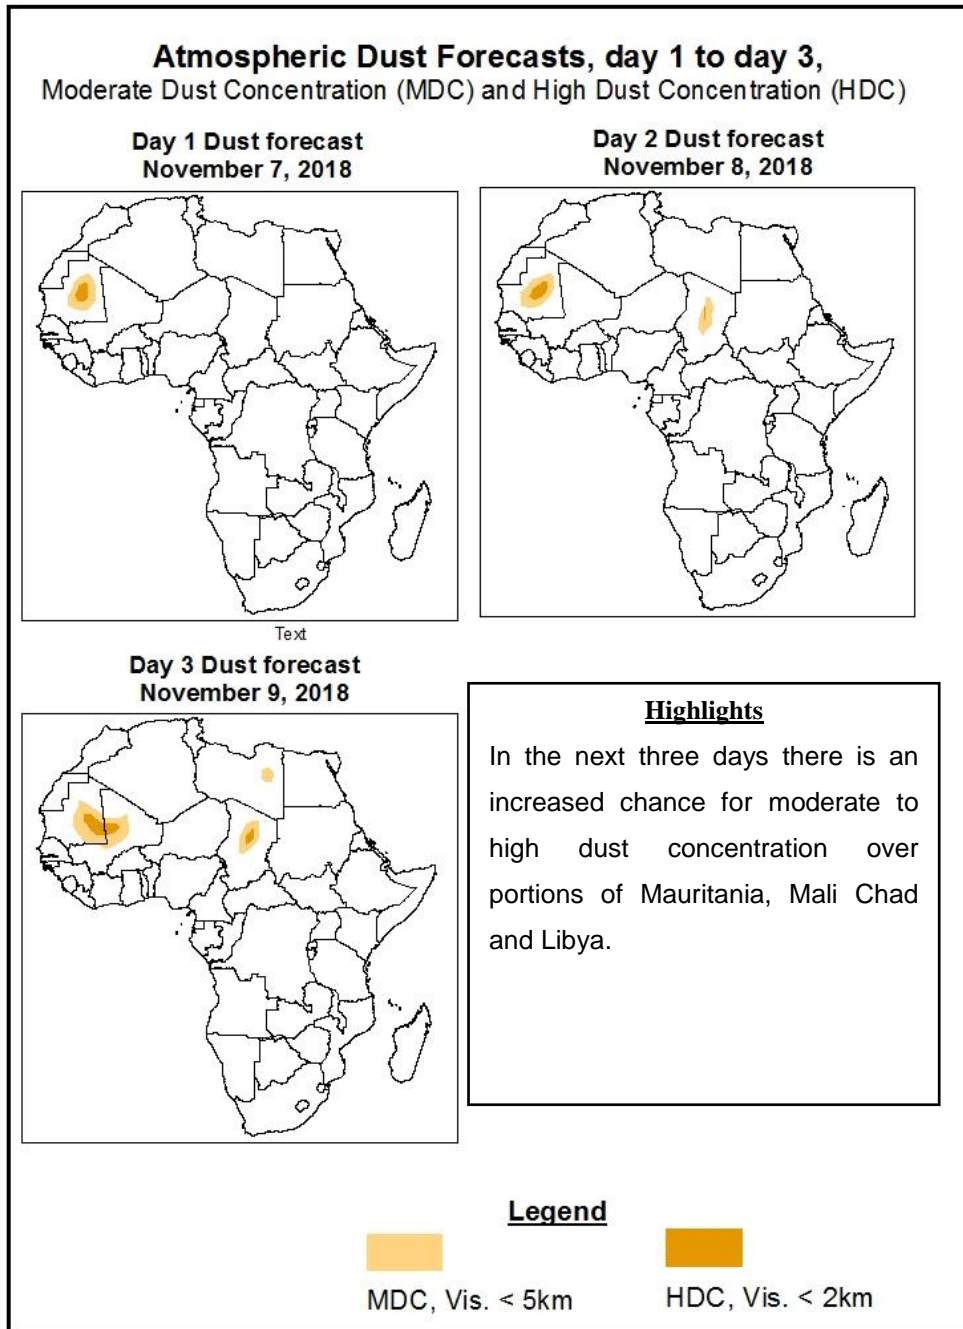 Atmospheric Dust Forecasts, day 1 to day 3,
Moderate Dust Concentration (MDC) and High Dust Concentration (HDC)
Day 1 Dust forecast
November 7, 2018
Day 2 Dust forecast
November 8, 2018
Text
Day 3 Dust forecast
November 9, 2018
Highlights
In the next three days there is an
increased chance for moderate to
high dust concentration over
portions of Mauritania, Mali Chad
and Libya.
Legend
MDC, Vis. < 5km
HDC, Vis. < 2km